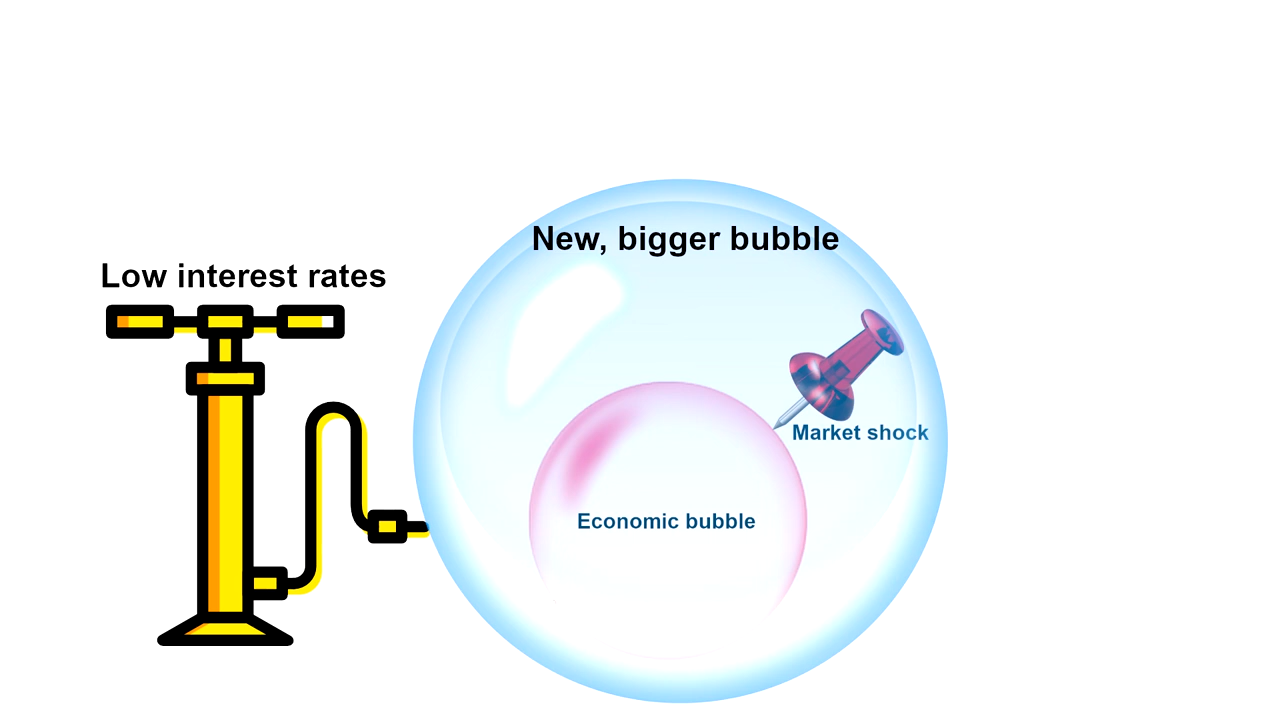 New, bigger bubble
Low interest rates
Market shock
Economic bubble